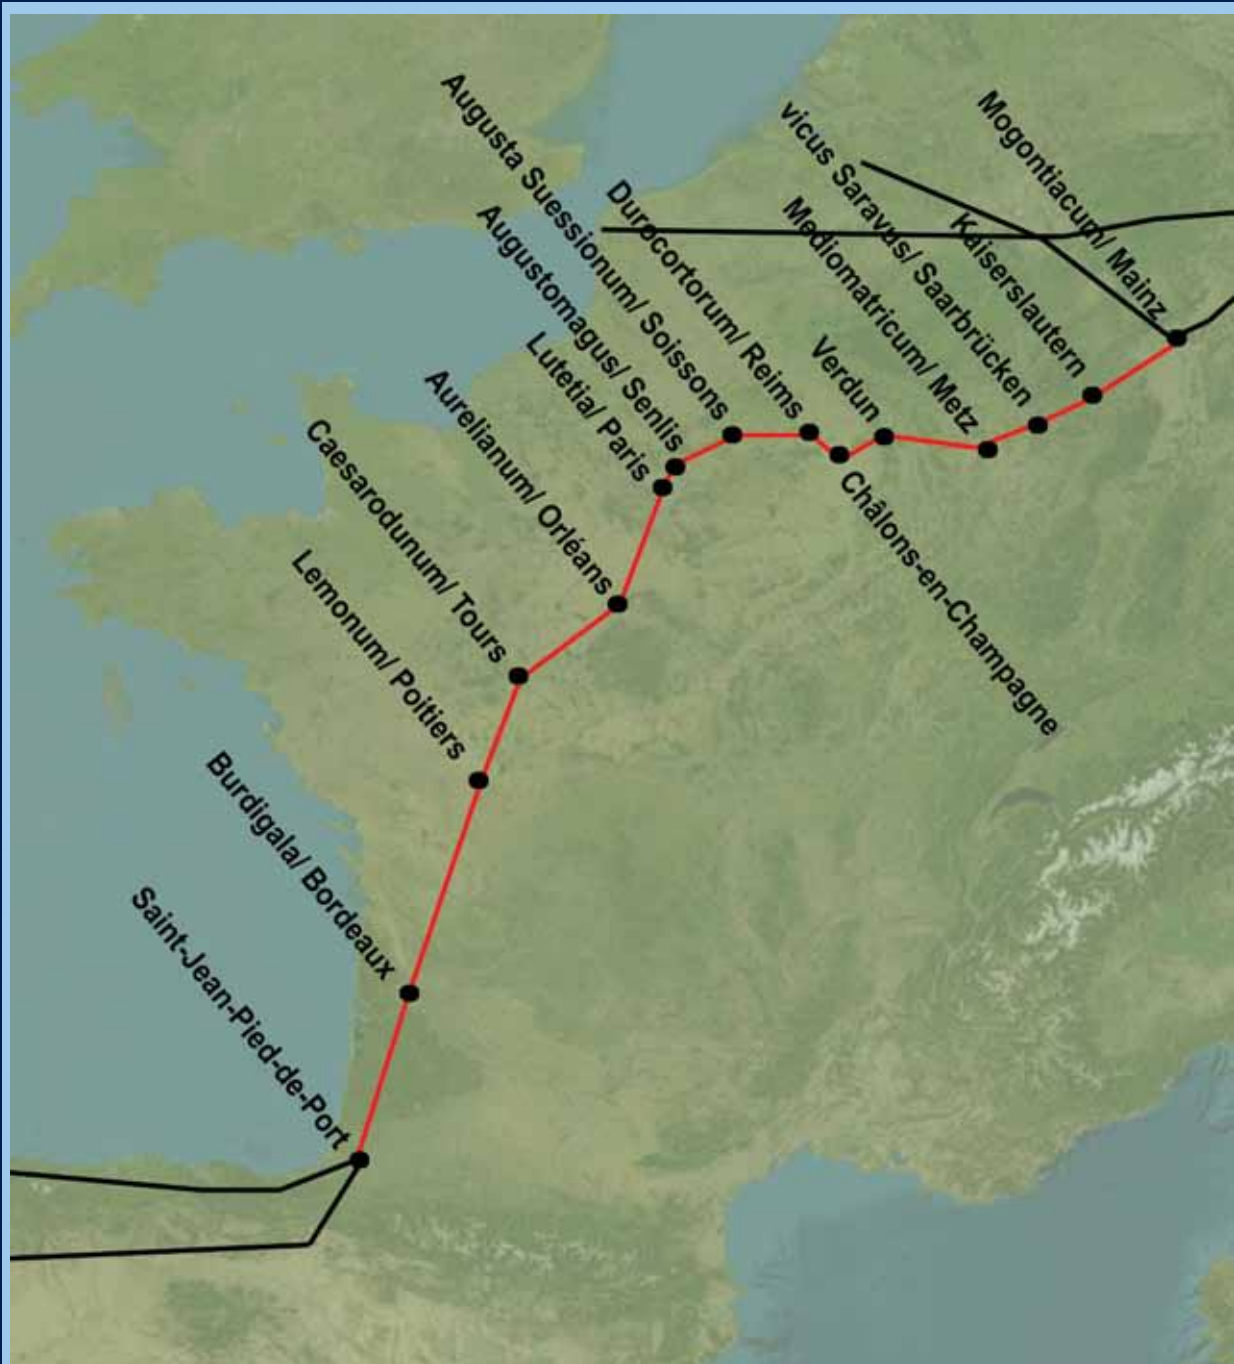 Mogontiacum/ Mainz
Kaiserslautern
vicus Saravus/ Saarbrücken
Mediomatricum/ Metz
Verdun
Châlons-en-Champagne
Durocortorum/ Reims
Augusta Suessionum/ Soissons
Augustomagus/ Senlis
Lutetia/ Paris
Aurelianum/ Orléans
Caesarodunum/ Tours
Lemonum/ Poitiers
Burdigala/ Bordeaux
Saint-Jean-Pied-de-Port